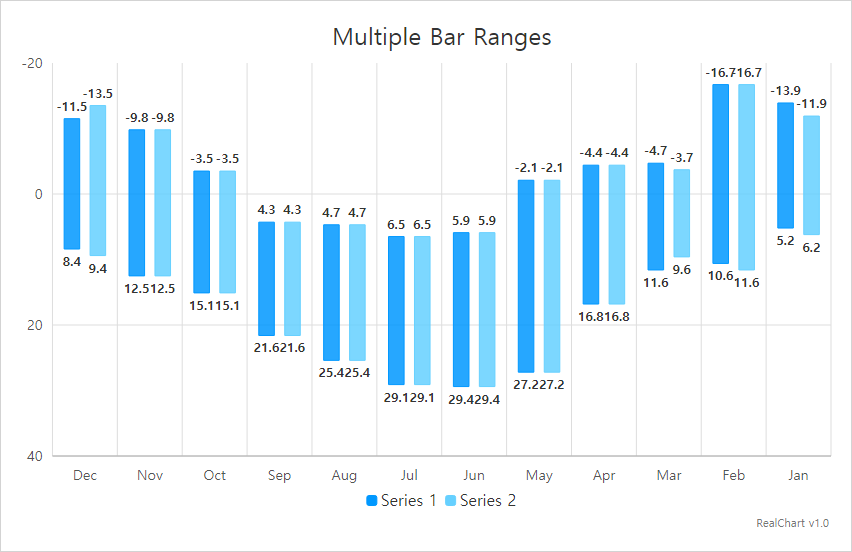 Multiple Bar Ranges
-20
0
20
40
-11.5 -13.5 -9.8 -9.8 -3.5 -3.5 4.3 4.3 4.7 4.7 6.5 6.5 5.9 5.9 -2.1 -2.1 -4.4 -4.4 -4.7 -3.7 -16.7 -16.7 -13.9 -11.9
8.4 9.4 12.5 12.5 15.1 15.1 21.6 21.6 25.4 25.4 29.1 29.1 29.4 29.4 27.2 27.2 16.8 16.8 11.6 9.6 10.6 11.6 5.2 6.2
Dec Nov Oct Sep Aug Jul Jun May Apr Mar Feb Jan
Series 1 Series 2
RealChart v1.0